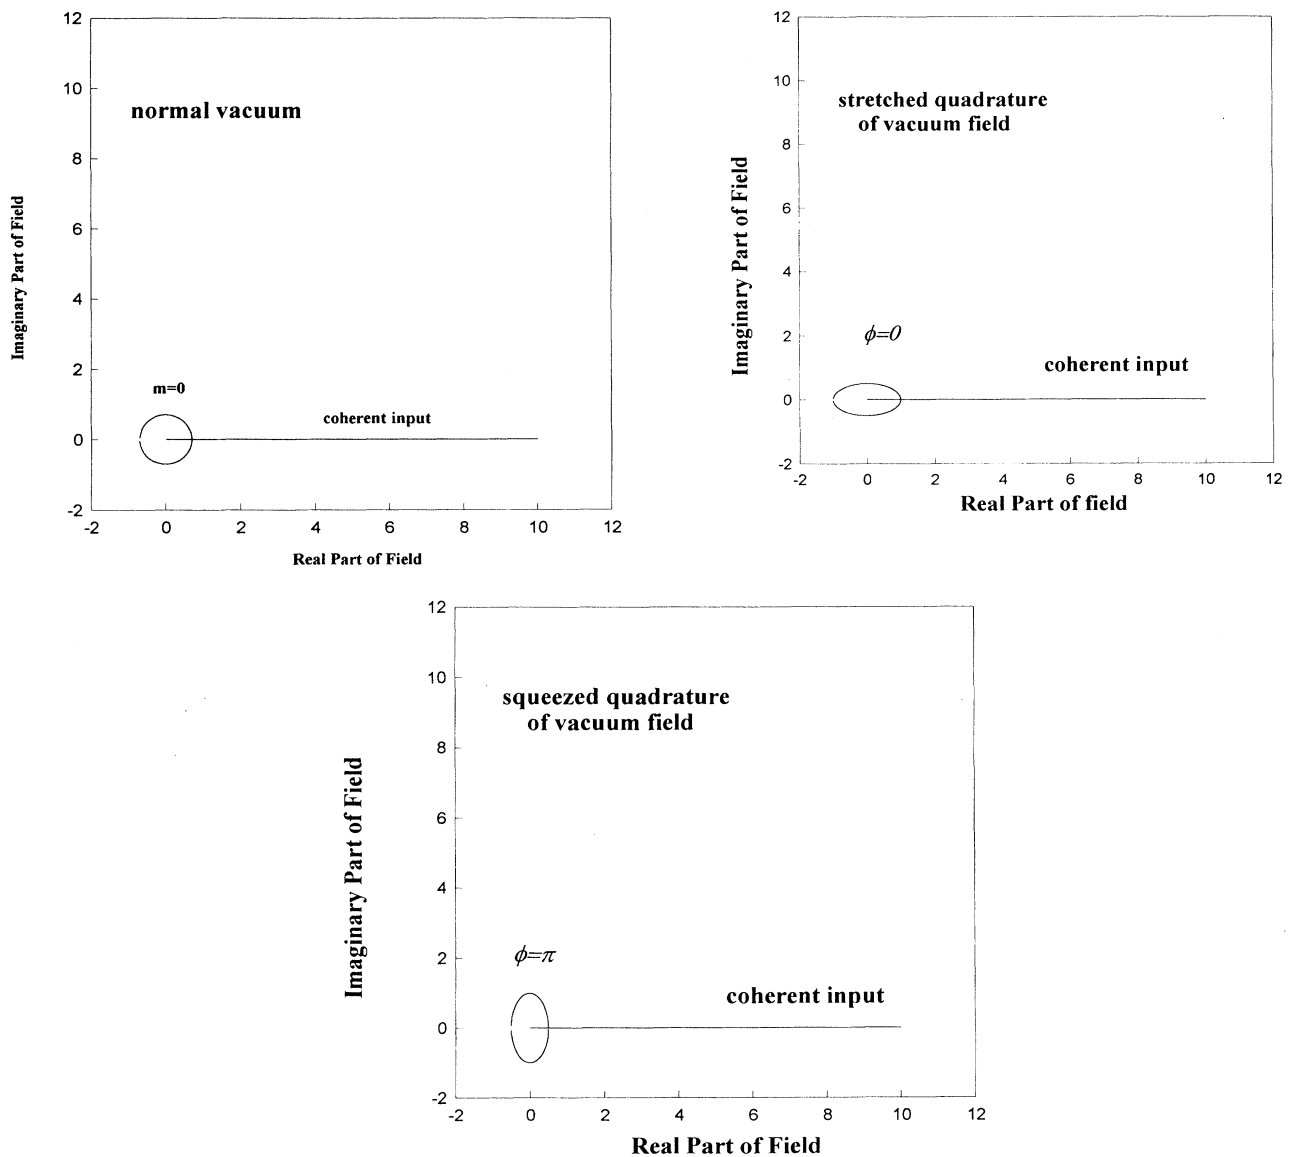 12
10
normal vacuum
8
6
4
2
m=0
coherent input
0
-2
-2 0 2 4 6 8 10 12
Imaginary Part of Field
Real Part of Field
12
10
stretched quadrature
of vacuum field
8
6
4
2
ϕ=0
coherent input
0
-2
-2 0 2 4 6 8 10 12
Imaginary Part of Field
Real Part of field
12
10
squeezed quadrature
of vacuum field
8
6
4
2
ϕ=π
coherent input
0
-2
-2 0 2 4 6 8 10 12
Imaginary Part of Field
Real Part of Field